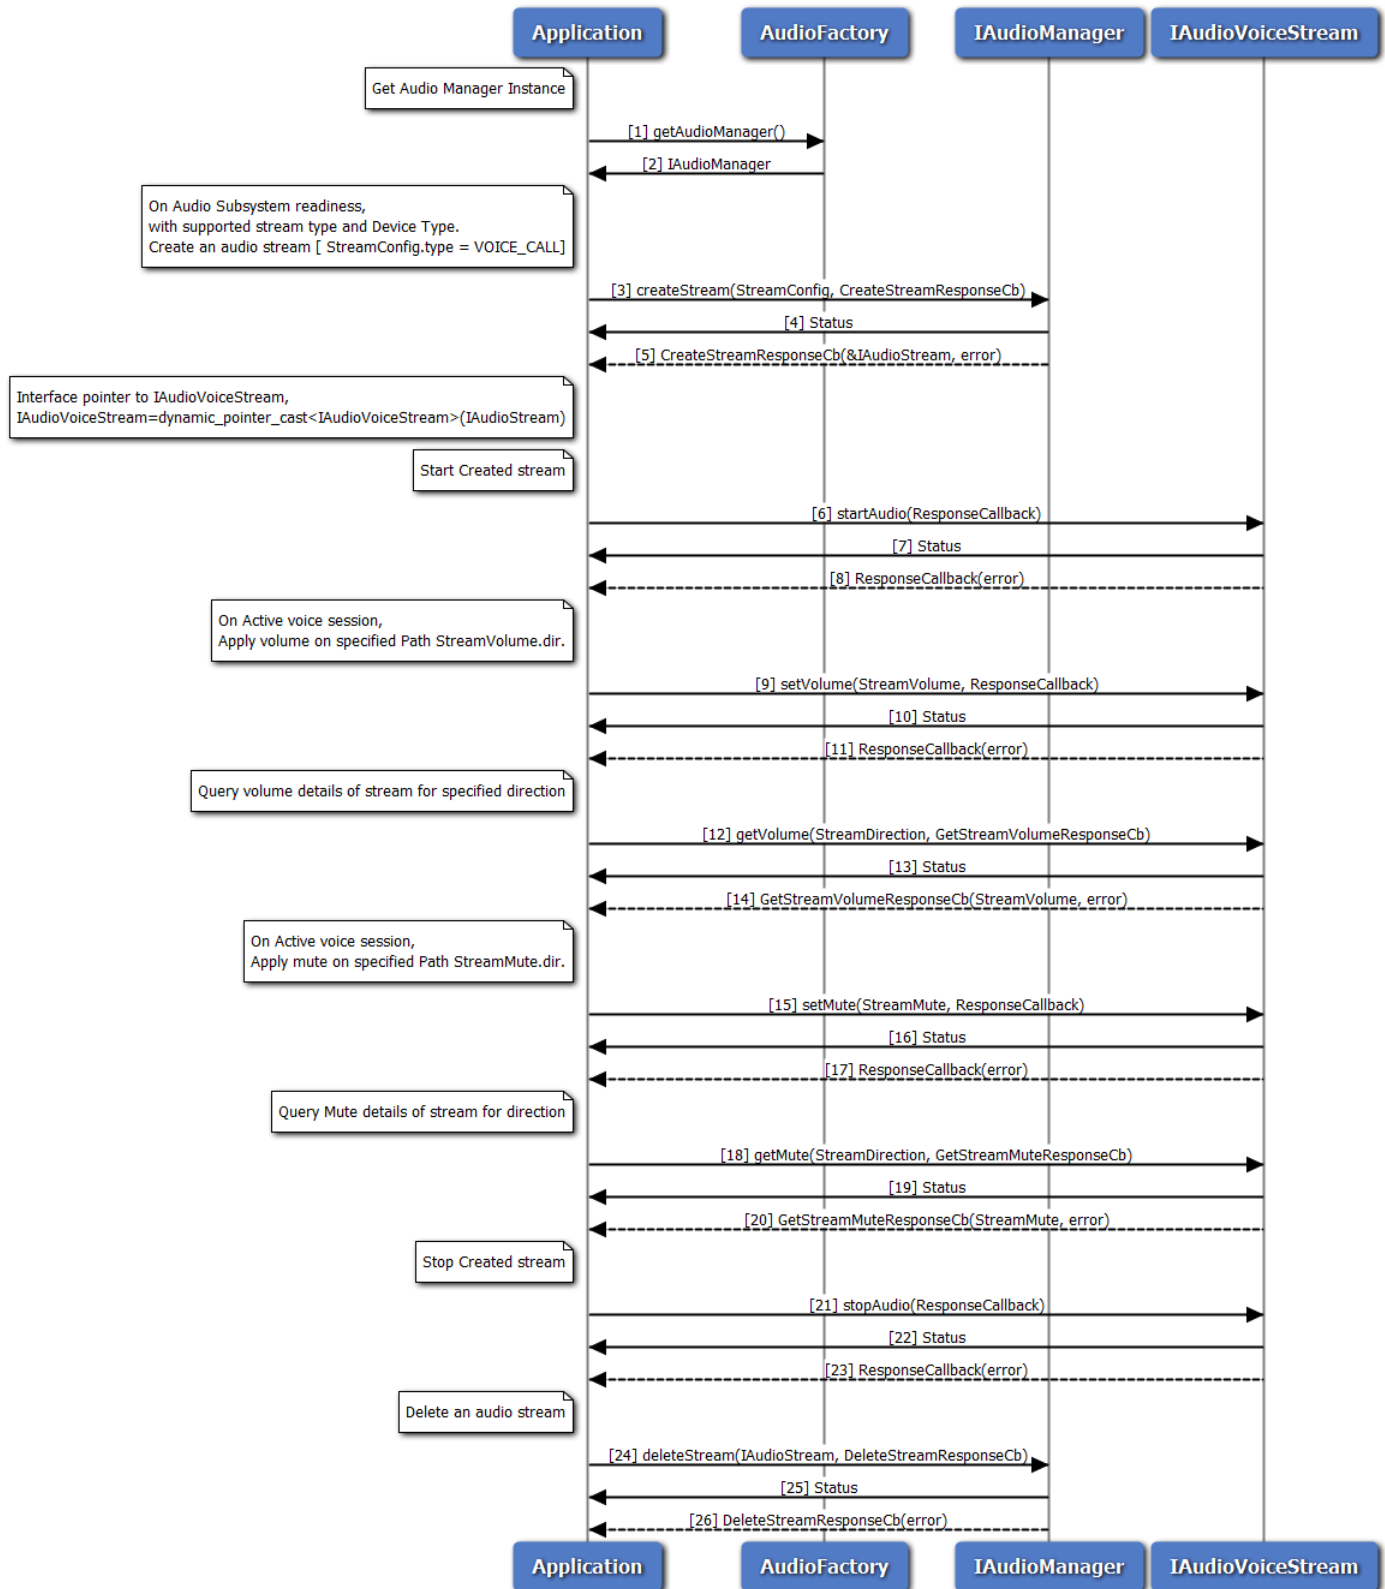 Application
AudioFactory
IAudioManager
IAudioVoiceStream
Get Audio Manager Instance
[1] getAudioManager()
[2] IAudioManager
On Audio Subsystem readiness,
with supported stream type and Device Type.
Create an audio stream [ StreamConfig.type = VOICE_CALL]
[3] createStream(StreamConfig, CreateStreamResponseCb)
[4] Status
[5] CreateStreamResponseCb(&IAudioStream, error)
Interface pointer to IAudioVoiceStream,
IAudioVoiceStream=dynamic_pointer_cast<IAudioVoiceStream>(IAudioStream)
Start Created stream
[6] startAudio(ResponseCallback)
[7] Status
[8] ResponseCallback(error)
On Active voice session,
Apply volume on specified Path StreamVolume.dir.
[9] setVolume(StreamVolume, ResponseCallback)
[10] Status
[11] ResponseCallback(error)
Query volume details of stream for specified direction
[12] getVolume(StreamDirection, GetStreamVolumeResponseCb)
[13] Status
[14] GetStreamVolumeResponseCb(StreamVolume, error)
On Active voice session,
Apply mute on specified Path StreamMute.dir.
[15] setMute(StreamMute, ResponseCallback)
[16] Status
[17] ResponseCallback(error)
Query Mute details of stream for direction
[18] getMute(StreamDirection, GetStreamMuteResponseCb)
[19] Status
[20] GetStreamMuteResponseCb(StreamMute, error)
Stop Created stream
[21] stopAudio(ResponseCallback)
[22] Status
[23] ResponseCallback(error)
Delete an audio stream
[24] deleteStream(IAudioStream, DeleteStreamResponseCb)
[25] Status
[26] DeleteStreamResponseCb(error)
Application
AudioFactory
IAudioManager
IAudioVoiceStream